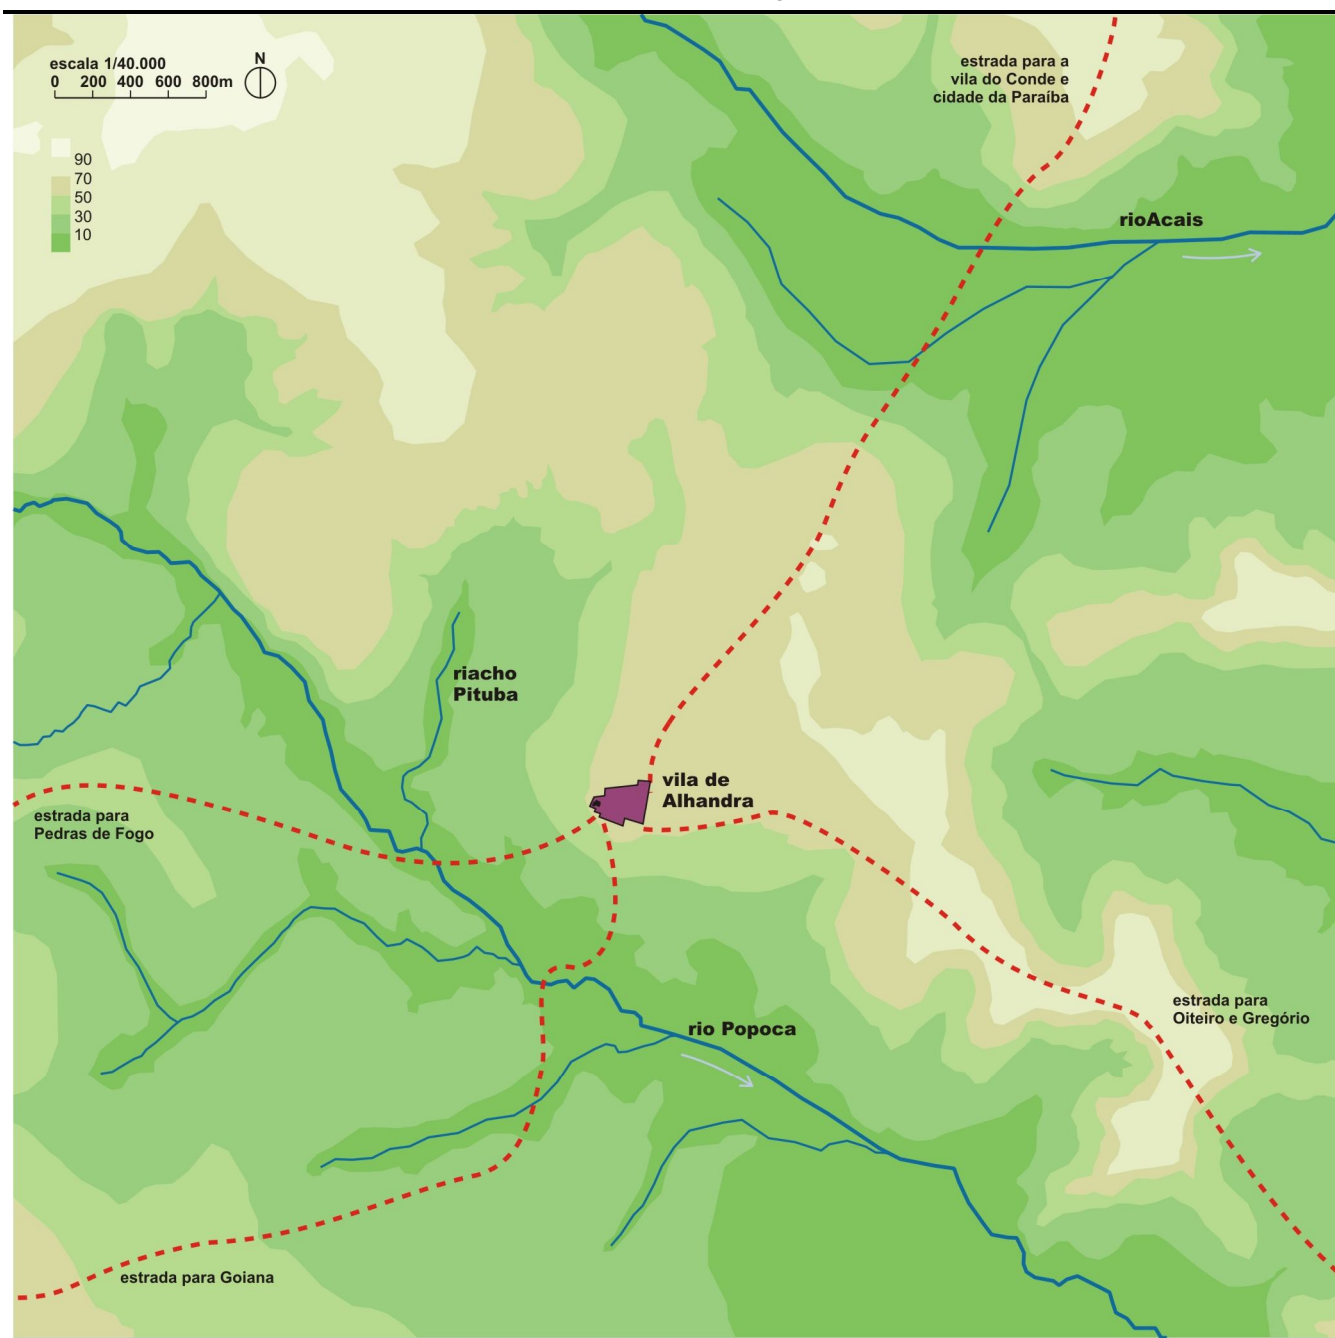 escala 1/40.000
0 200 400 600 800m
N
90
70
50
30
10
estrada para a
vila do Conde e
cidade da Paraíba
rioAcais
riacho
Pituba
vila de
Alhandra
estrada para
Pedras de Fogo
estrada para
Oiteiro e Gregório
rio Popoca
estrada para Goiana